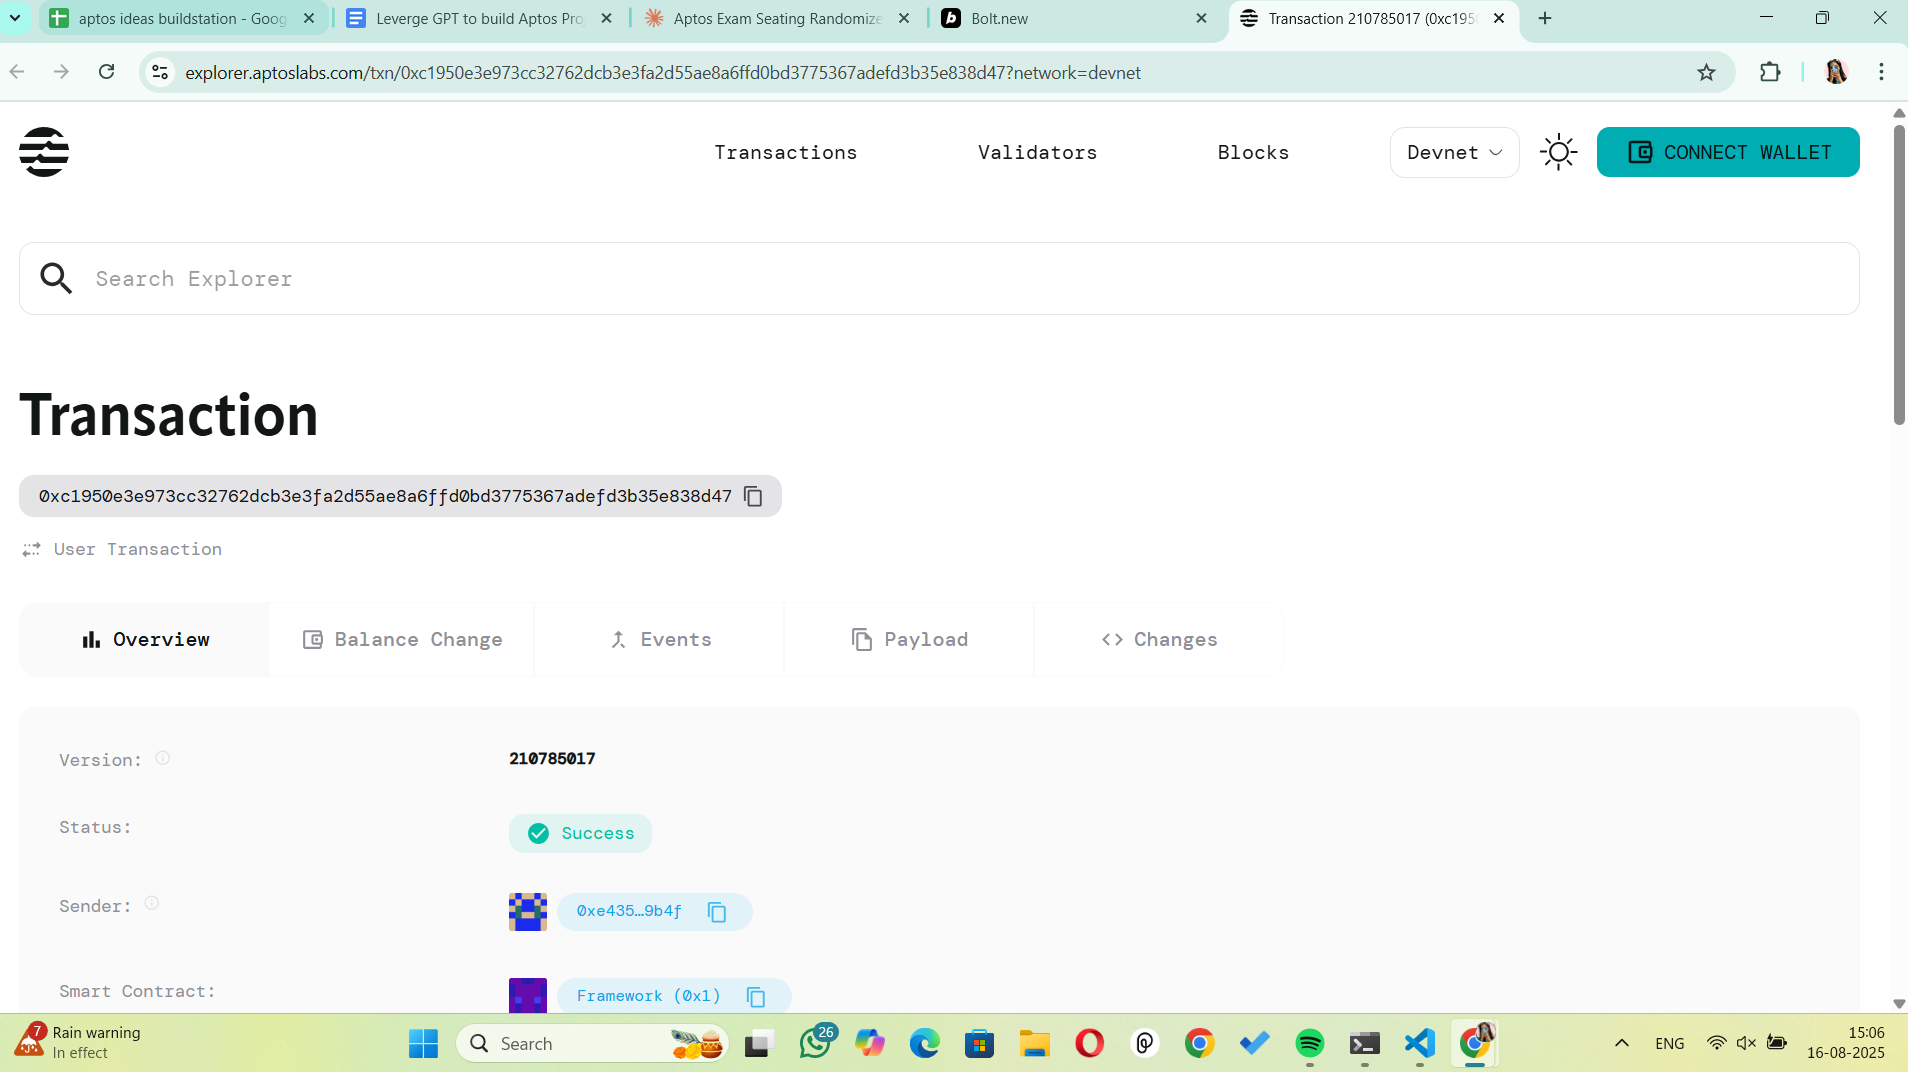 aptos ideas buildstation - Goog
Leverge GPT to build Aptos Pro
Aptos Exam Seating Randomize
Bolt.new
Transaction 210785017 (0xc195
explorer.aptoslabs.com/txn/0xc1950e3e973cc32762dcb3e3fa2d55ae8a6ffd0bd3775367adefd3b35e838d47?network=devnet
Transactions
Validators
Blocks
Devnet
CONNECT WALLET
Search Explorer
Transaction
0xc1950e3e973cc32762dcb3e3fa2d55ae8a6ffd0bd3775367adefd3b35e838d47
User Transaction
Overview
Balance Change
Events
Payload
Changes
Version:
210785017
Status:
Success
Sender:
0xe435…9b4f
Smart Contract:
Framework (0x1)
7
Rain warning
In effect
Search
26
ENG
15:06
16-08-2025